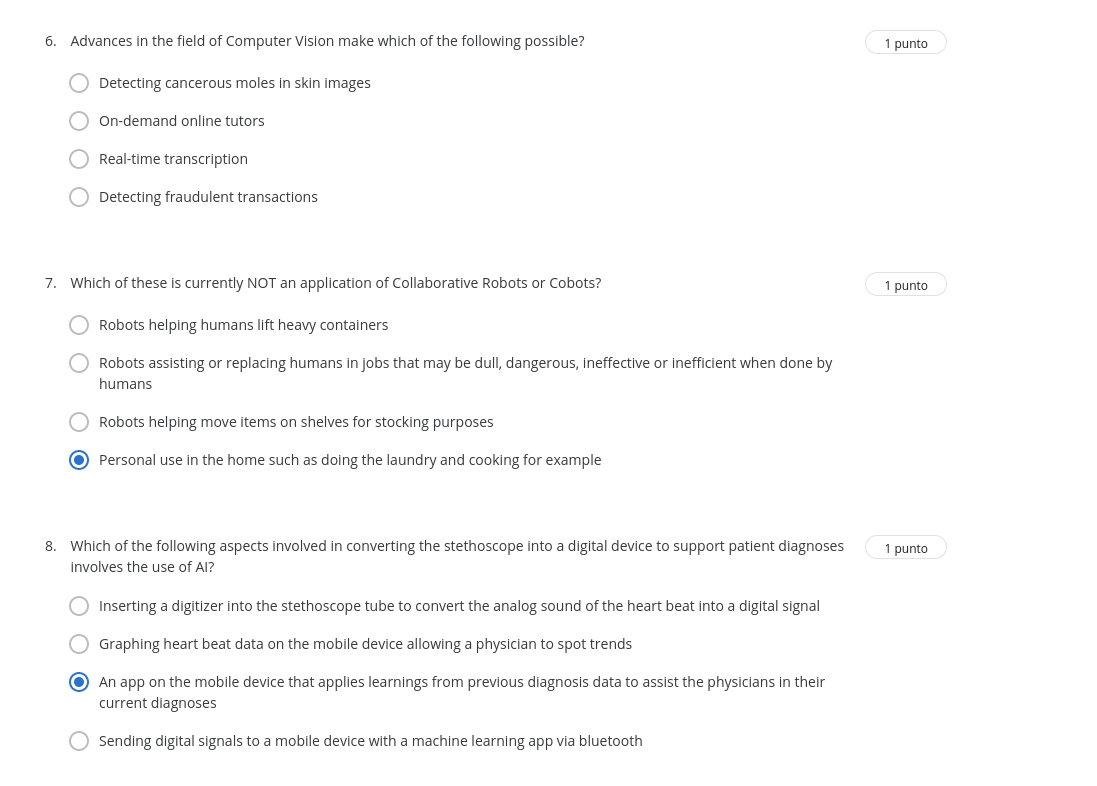 6. Advances in the field of Computer Vision make which of the following possible?
1 punto
Detecting cancerous moles in skin images
On-demand online tutors
Real-time transcription
Detecting fraudulent transactions
7. Which of these is currently NOT an application of Collaborative Robots or Cobots?
1 punto
Robots helping humans lift heavy containers
Robots assisting or replacing humans in jobs that may be dull, dangerous, ineffective or inefficient when done by
humans
Robots helping move items on shelves for stocking purposes
Personal use in the home such as doing the laundry and cooking for example
8. Which of the following aspects involved in converting the stethoscope into a digital device to support patient diagnoses
involves the use of AI?
1 punto
Inserting a digitizer into the stethoscope tube to convert the analog sound of the heart beat into a digital signal
Graphing heart beat data on the mobile device allowing a physician to spot trends
An app on the mobile device that applies learnings from previous diagnosis data to assist the physicians in their
current diagnoses
Sending digital signals to a mobile device with a machine learning app via bluetooth